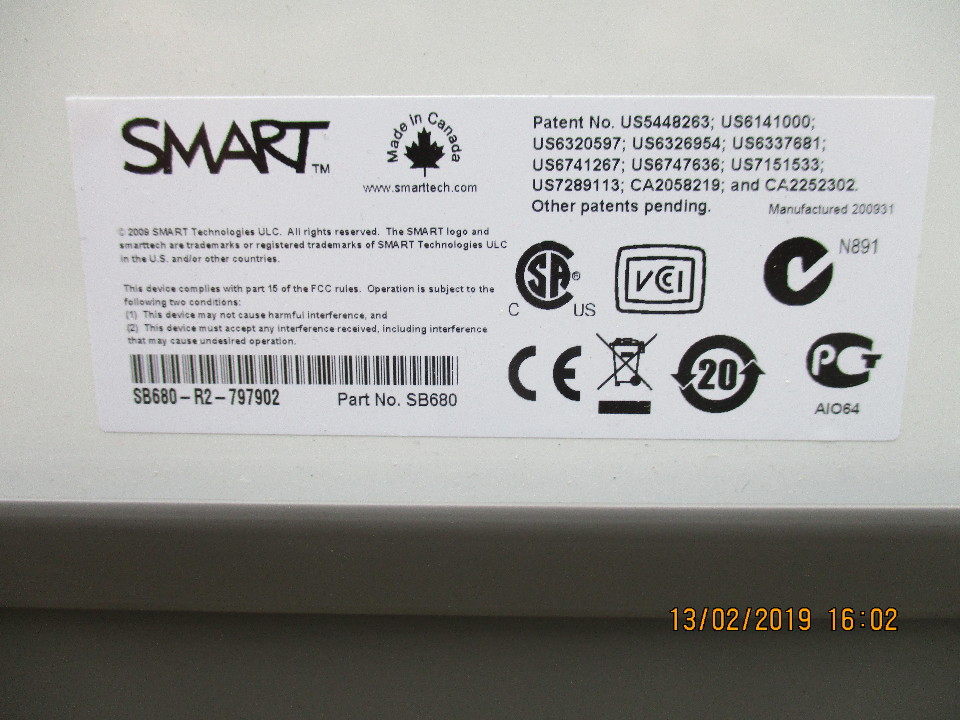 SMART™
Made in Canada
www.smarttech.com
Patent No. US5448263; US6141000;
US6320597; US6326954; US6337681;
US6741267; US6747636; US7151533;
US7289113; CA2058219; and CA2252302.
Other patents pending.
Manufactured 200931
© 2009 SMART Technologies ULC. All rights reserved. The SMART logo and
smarttech are trademarks or registered trademarks of SMART Technologies ULC
in the U.S. and/or other countries.
This device complies with part 15 of the FCC rules. Operation is subject to the
following two conditions:
(1) This device may not cause harmful interference, and
(2) This device must accept any interference received, including interference
that may cause undesired operation.
SB680-R2-797902
Part No. SB680
C SA® US
VCCI
N891
CE
20
PCT
AIO64
13/02/2019 16:02